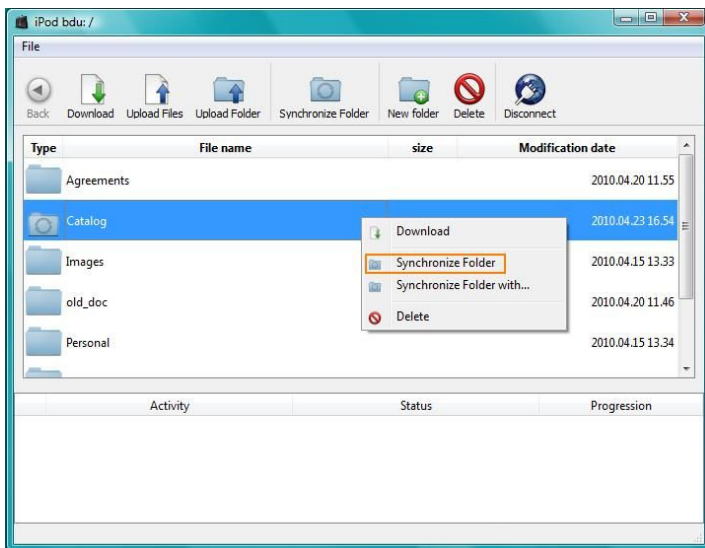 iPod bdu: /
File
Back Download Upload Files Upload Folder Synchronize Folder New folder Delete Disconnect
Type File name size Modification date
Agreements 2010.04.20 11.55
Catalog 2010.04.23 16.54
Download
Images 2010.04.15 13.33
Synchronize Folder
Synchronize Folder with...
old_doc 2010.04.20 11.46
Delete
Personal 2010.04.15 13.34
Activity Status Progression